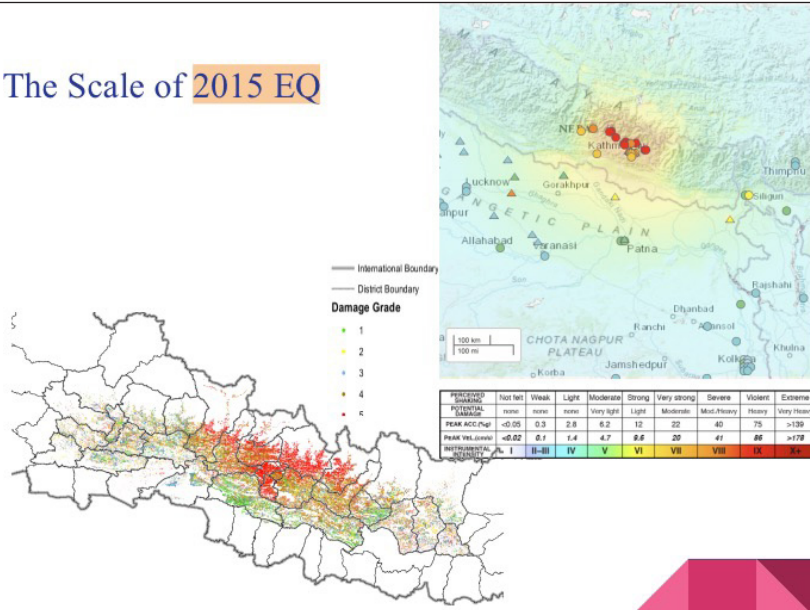 The Scale of 2015 EQ
Kathm
Thimphu
Lucknow
Gorakhpur
Siliguri
GANGETIC PLAIN
Allahabad
Varanasi
Patna
Rajshahi
Dhanbad
Ranchi
Asansol
100 km
100 mi
CHOTA NAGPUR
PLATEAU
Khulna
Jamshedpur
Korba
International Boundary
District Boundary
Damage Grade
1
2
3
4
PERCEIVED SHAKING Not felt Weak Light Moderate Strong Very strong Severe Violent Extreme
POTENTIAL DAMAGE none none none Very light Light Moderate Mod./Heavy Heavy Very Heavy
PEAK ACC.(%g) <0.05 0.3 2.8 6.2 12 22 40 75 >139
PEAK VEL.(cm/s) <0.02 0.1 1.4 4.7 9.6 20 41 86 >178
INSTRUMENTAL INTENSITY I II-III IV V VI VII VIII IX X+